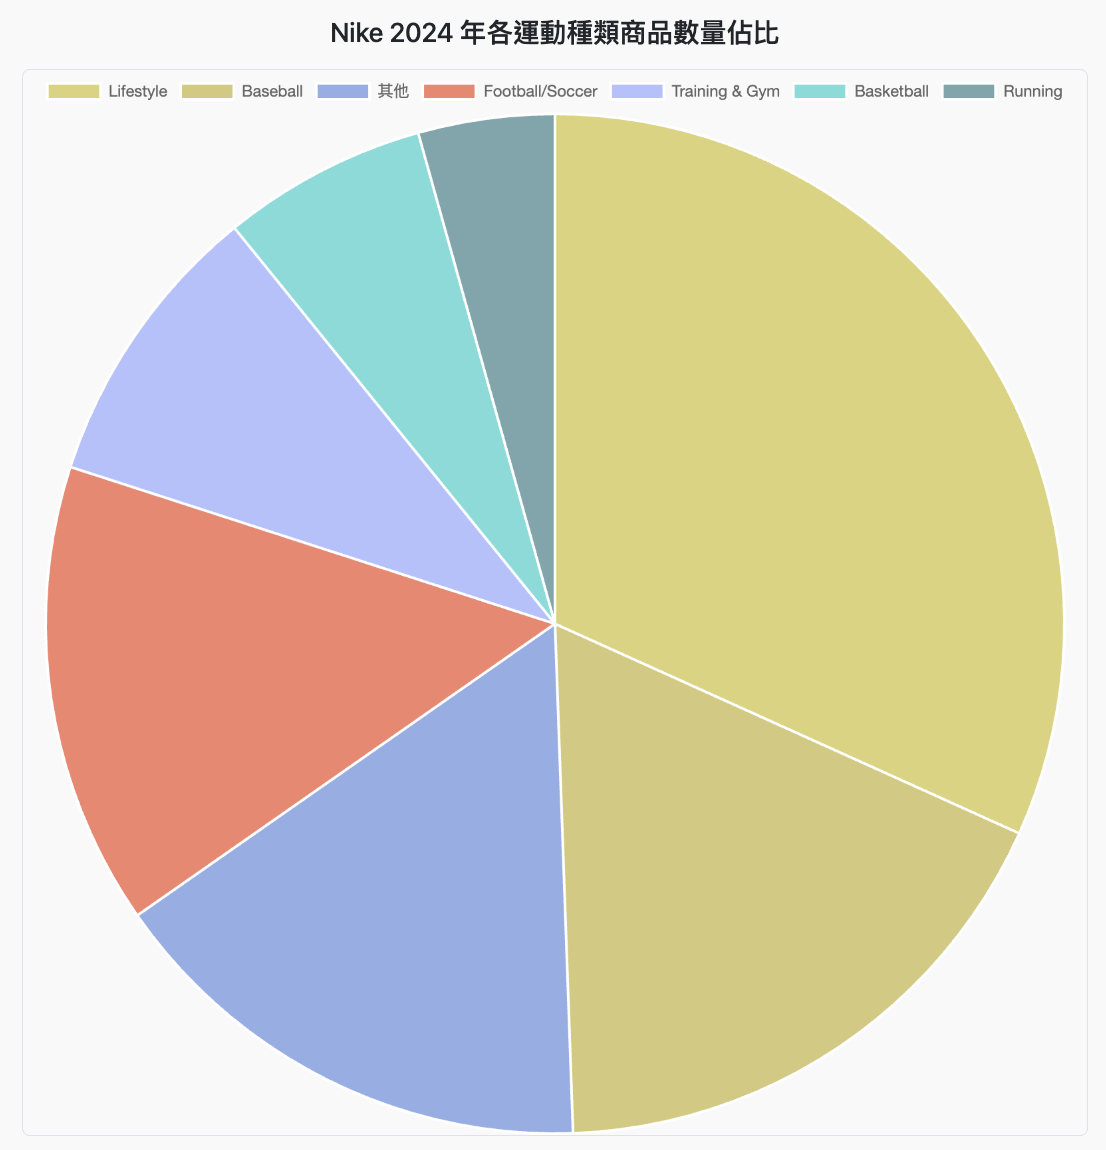 Nike 2024 年各運動種類商品數量佔比
Lifestyle Baseball 其他 Football/Soccer Training & Gym Basketball Running